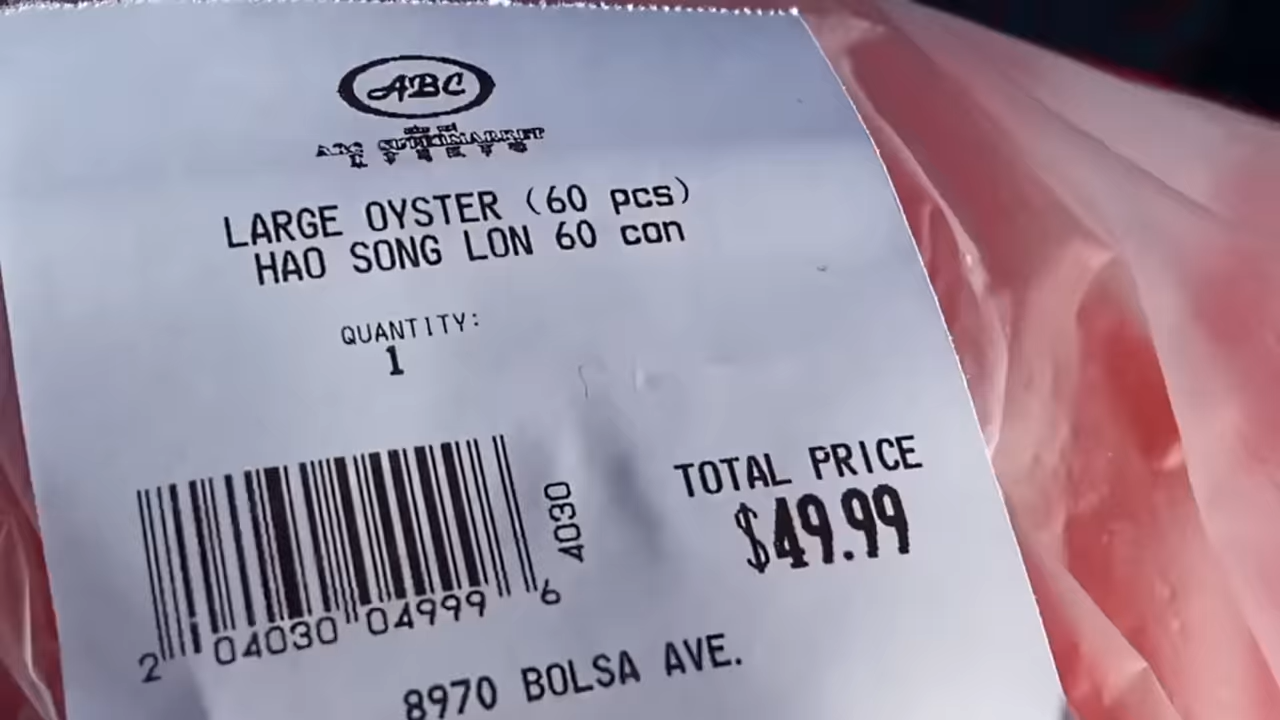 ABC
ABC SUPERMARKET
LARGE OYSTER (60 pcs)
HAO SONG LON 60 con
QUANTITY:
1
TOTAL PRICE
$49.99
4030
2 04030 04999 6
8970 BOLSA AVE.